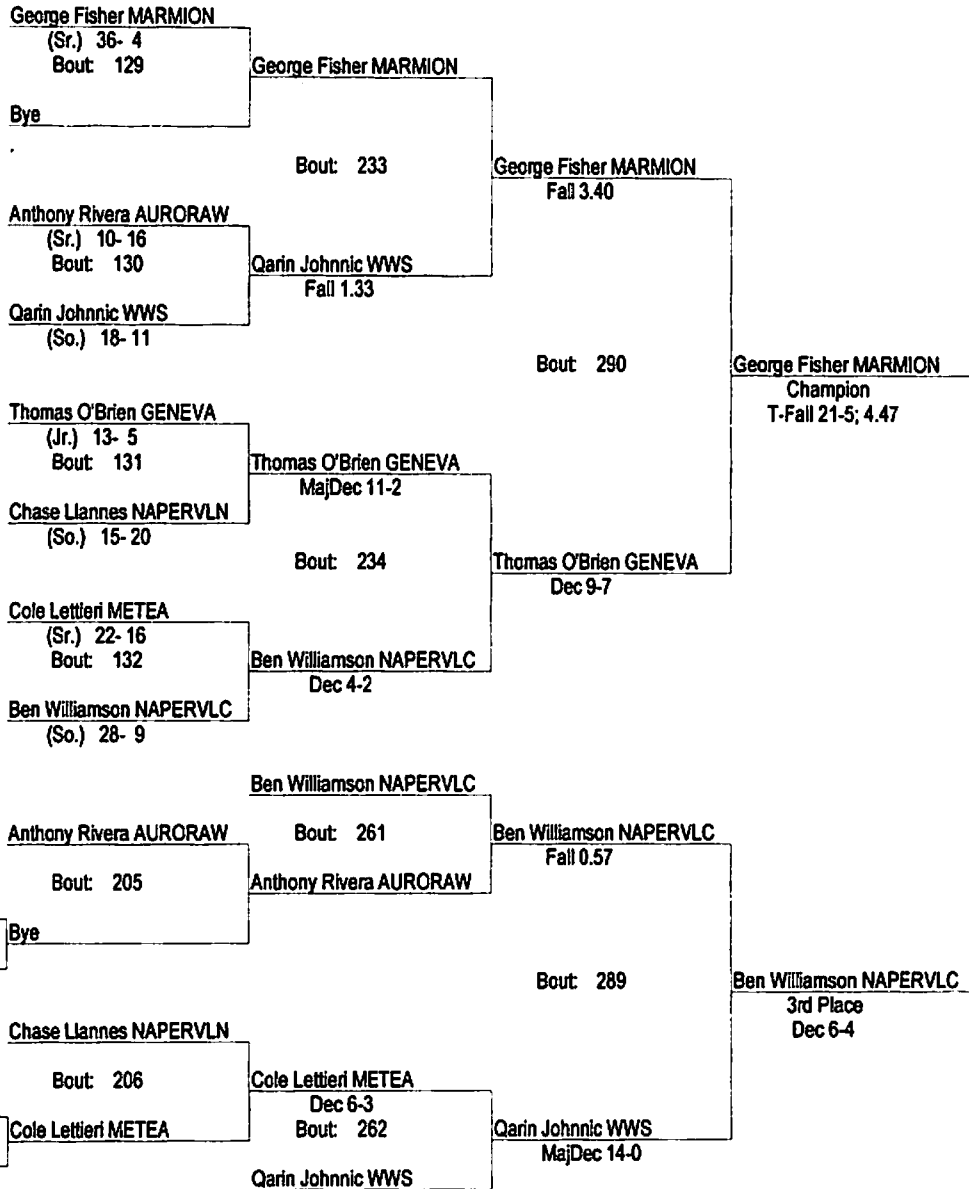 George Fisher MARMION
(Sr.) 36- 4
Bout: 129
George Fisher MARMION
Bye
Bout: 233
George Fisher MARMION
Fall 3.40
Anthony Rivera AURORAW
(Sr.) 10- 16
Bout: 130
Qarin Johnnic WWS
Fall 1.33
Qarin Johnnic WWS
(So.) 18- 11
Bout: 290
George Fisher MARMION
Champion
T-Fall 21-5; 4.47
Thomas O'Brien GENEVA
(Jr.) 13- 5
Bout: 131
Thomas O'Brien GENEVA
MajDec 11-2
Chase Llannes NAPERVLN
(So.) 15- 20
Bout: 234
Thomas O'Brien GENEVA
Dec 9-7
Cole Lettieri METEA
(Sr.) 22- 16
Bout: 132
Ben Williamson NAPERVLC
Dec 4-2
Ben Williamson NAPERVLC
(So.) 28- 9
Ben Williamson NAPERVLC
Anthony Rivera AURORAW
Bout: 261
Ben Williamson NAPERVLC
Fall 0.57
Bout: 205
Anthony Rivera AURORAW
Bye
Bout: 289
Ben Williamson NAPERVLC
3rd Place
Dec 6-4
Chase Llannes NAPERVLN
Bout: 206
Cole Lettieri METEA
Dec 6-3
Cole Lettieri METEA
Bout: 262
Qarin Johnnic WWS
MajDec 14-0
Qarin Johnnic WWS